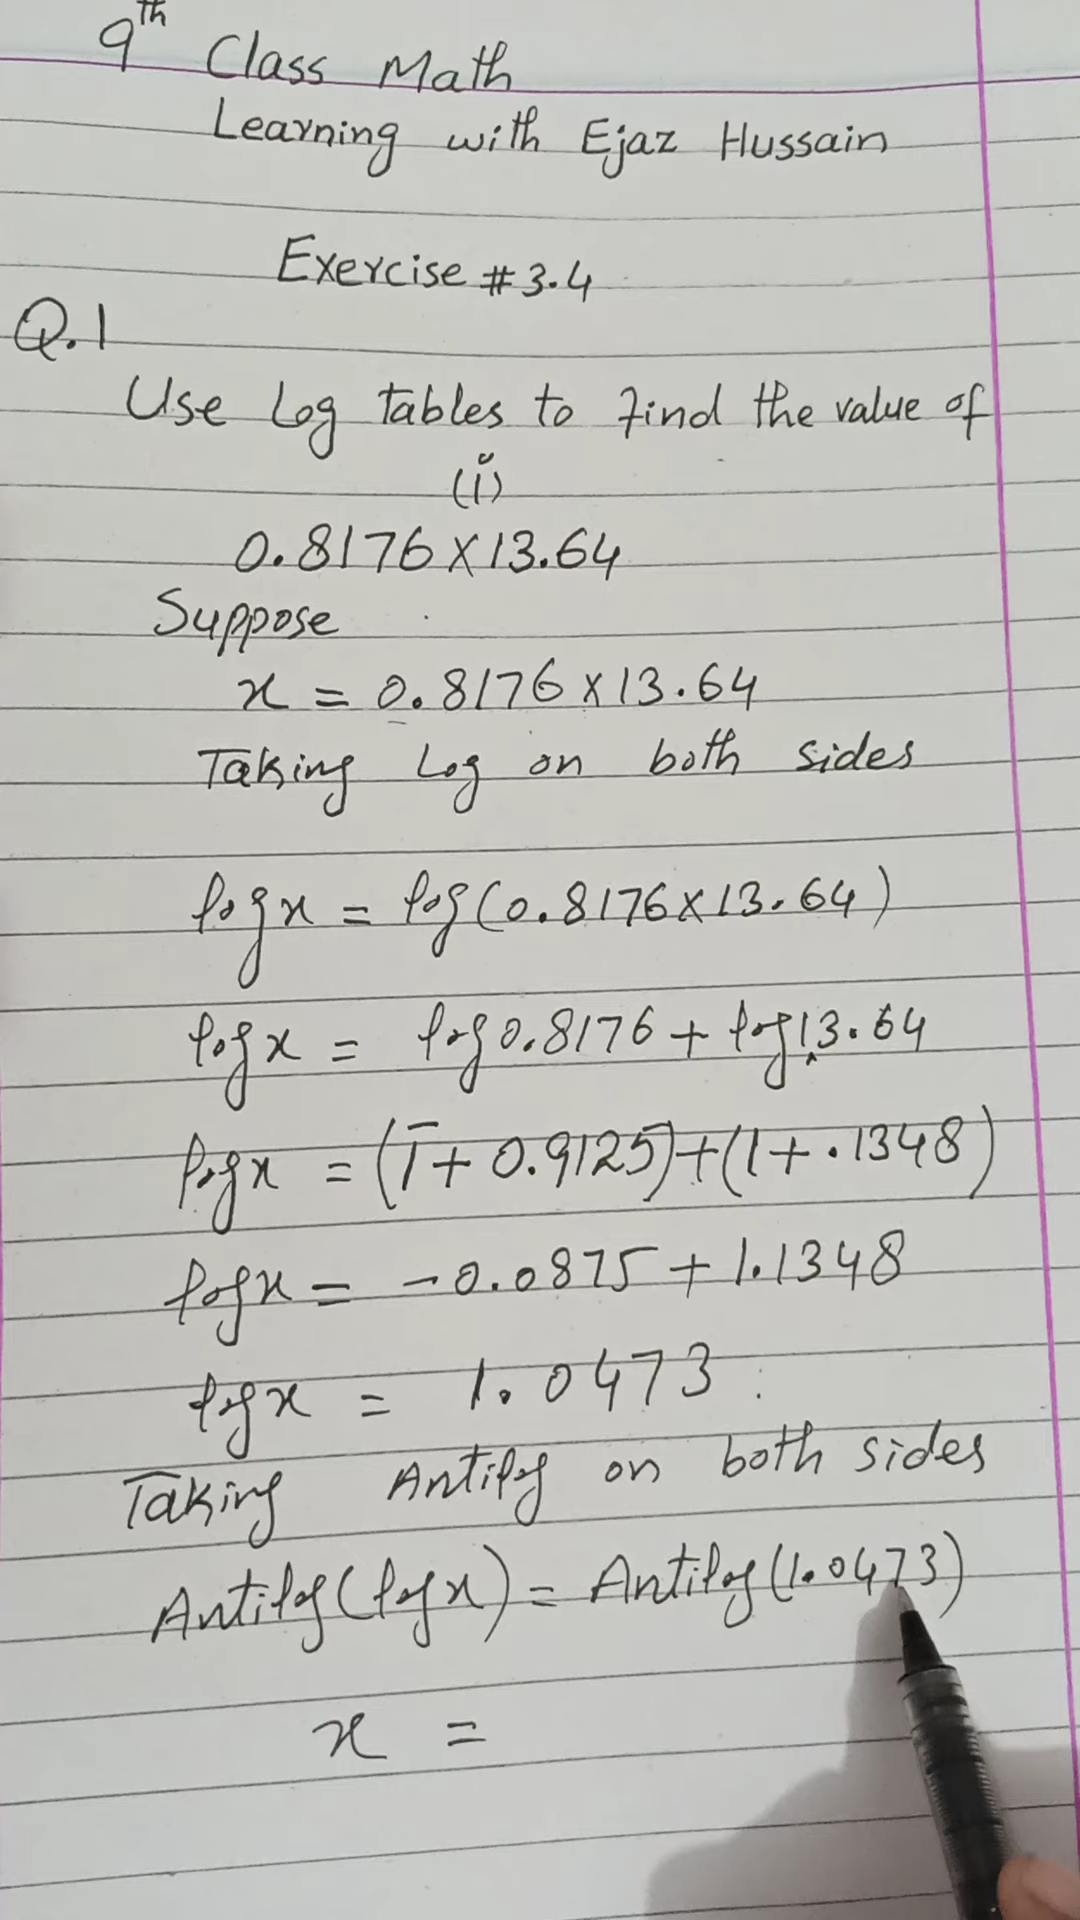 9th Class Math
Learning with Ejaz Hussain
Exercise #3.4
Q.1
Use Log tables to find the value of
(i)
0.8176×13.64
Suppose
x = 0.8176×13.64
Taking Log on both sides
log x = log(0.8176×13.64)
log x = log 0.8176 + log 13.64
log x = (1̄ + 0.9125) + (1 + .1348)
log x = -0.0875 + 1.1348
log x = 1.0473
Taking Antilog on both sides
Antilog(log x) = Antilog(1.0473)
x =